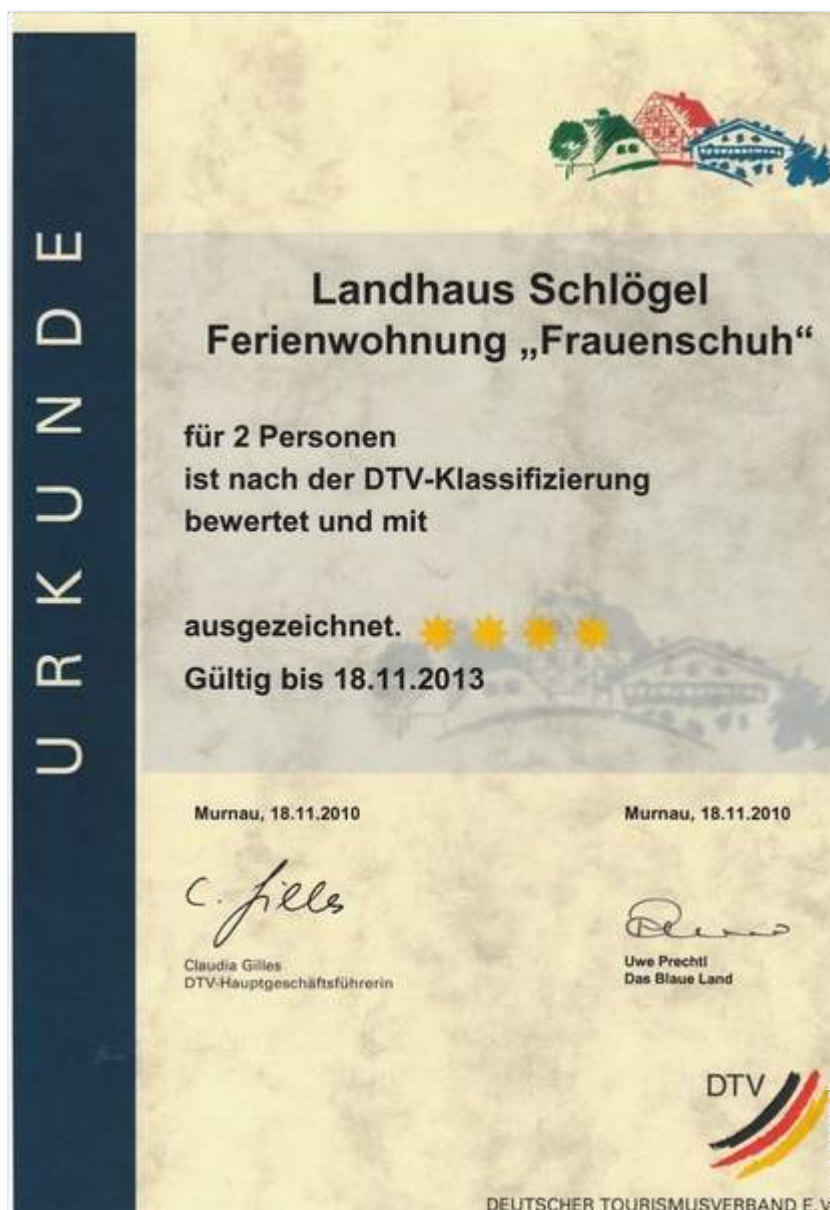 URKUNDE
Landhaus Schlögel
Ferienwohnung „Frauenschuh“
für 2 Personen
ist nach der DTV-Klassifizierung
bewertet und mit
ausgezeichnet.
Gültig bis 18.11.2013
Murnau, 18.11.2010
Murnau, 18.11.2010
C. Gilles
Claudia Gilles
DTV-Hauptgeschäftsführerin
Uwe Prechtl
Das Blaue Land
DTV
DEUTSCHER TOURISMUSVERBAND E.V